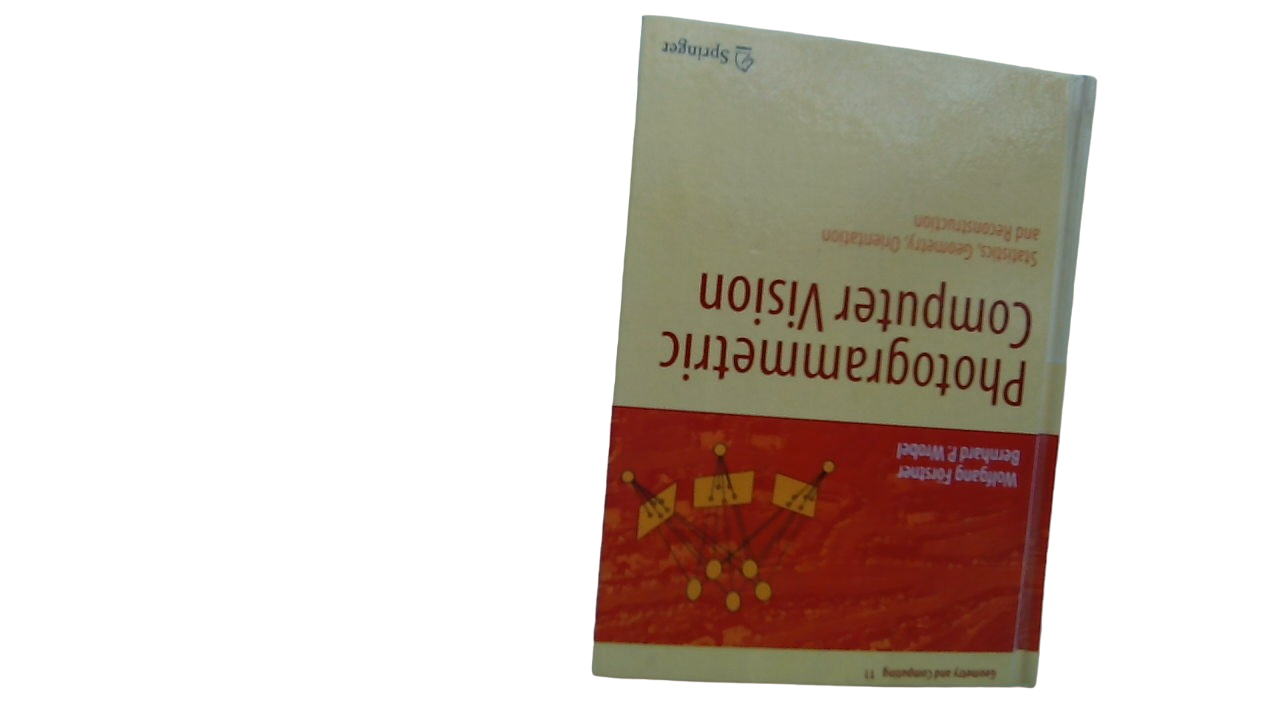 Geometry and Computing 11
Wolfgang Förstner
Bernhard P. Wrobel
Photogrammetric
Computer Vision
Statistics, Geometry, Orientation
and Reconstruction
Springer